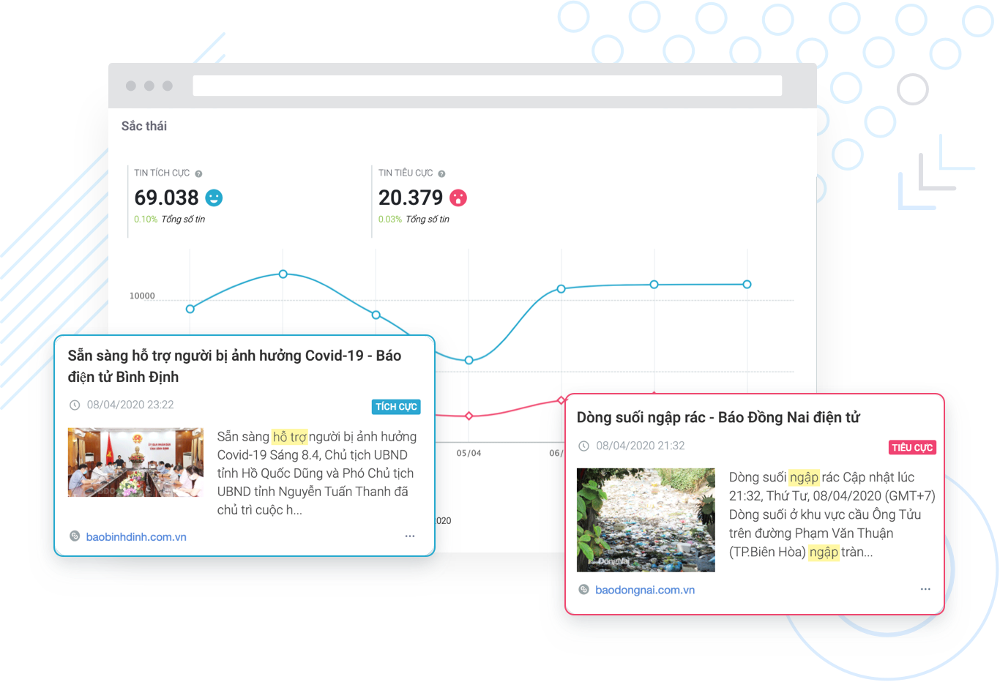 Sắc thái
TIN TÍCH CỰC ?
69.038
0.10% Tổng số tin
TIN TIÊU CỰC ?
20.379
0.03% Tổng số tin
10000
05/04
06/
2020
Sẵn sàng hỗ trợ người bị ảnh hưởng Covid-19 - Báo
điện tử Bình Định
08/04/2020 23:22
TÍCH CỰC
Sẵn sàng hỗ trợ người bị ảnh hưởng
Covid-19 Sáng 8.4, Chủ tịch UBND
tỉnh Hồ Quốc Dũng và Phó Chủ tịch
UBND tỉnh Nguyễn Tuấn Thanh đã
chủ trì cuộc h...
baobinhdinh.com.vn
...
Dòng suối ngập rác - Báo Đồng Nai điện tử
08/04/2020 21:32
TIÊU CỰC
Dòng suối ngập rác Cập nhật lúc
21:32, Thứ Tư, 08/04/2020 (GMT+7)
Dòng suối ở khu vực cầu Ông Tửu
trên đường Phạm Văn Thuận
(TP.Biên Hòa) ngập tràn...
baodongnai.com.vn
...